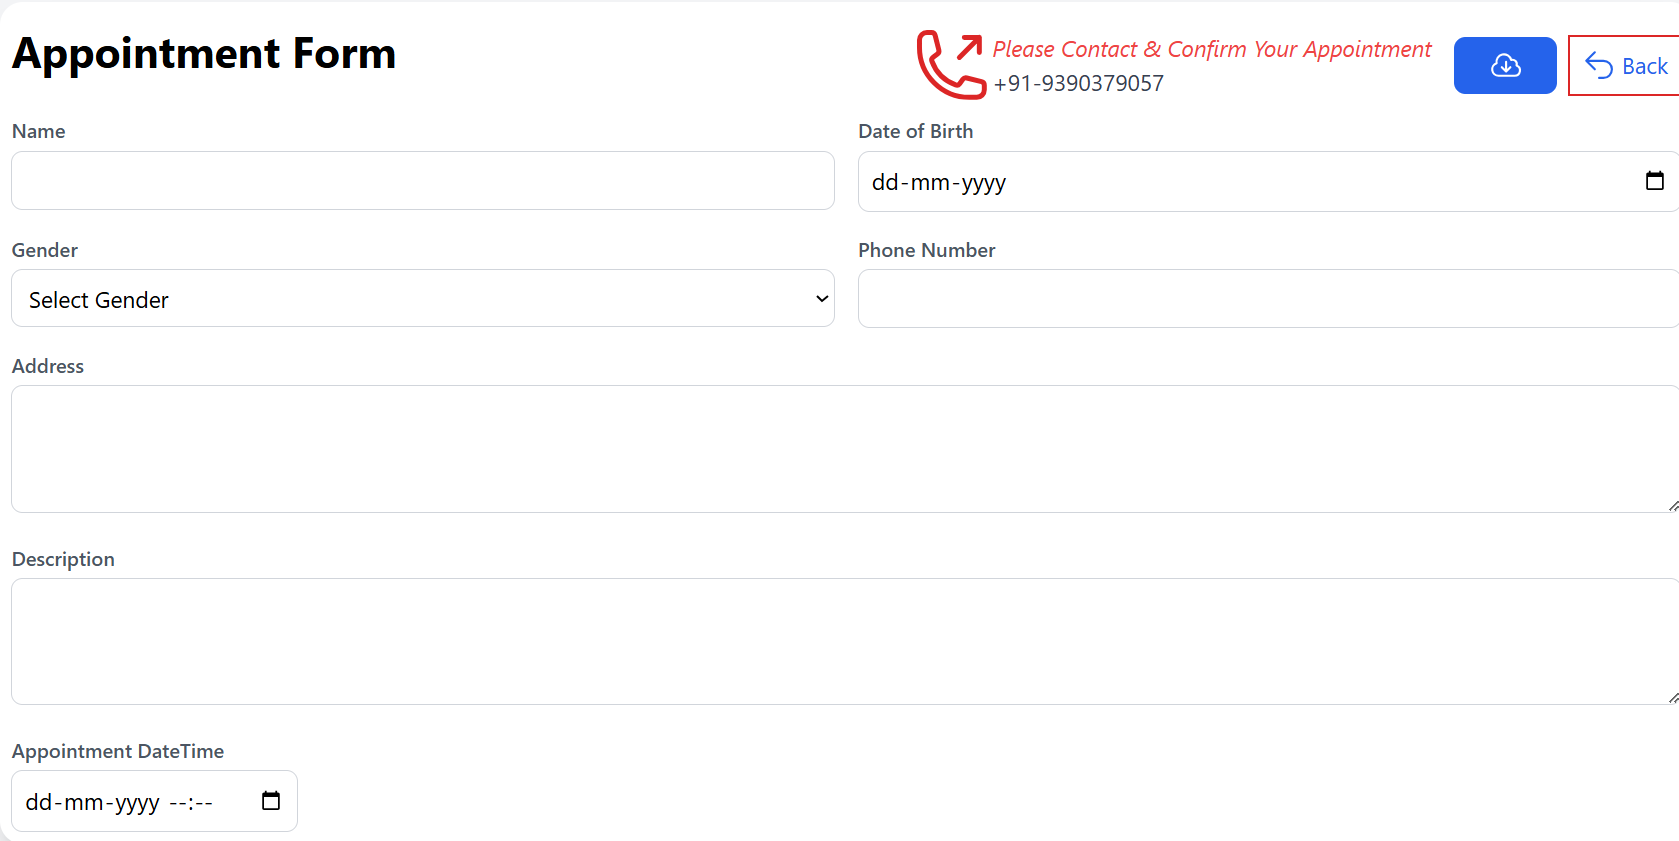 Appointment Form
Please Contact & Confirm Your Appointment
+91-9390379057
Back
Name
Date of Birth
dd-mm-yyyy
Gender
Phone Number
Select Gender
Address
Description
Appointment DateTime
dd-mm-yyyy --:--